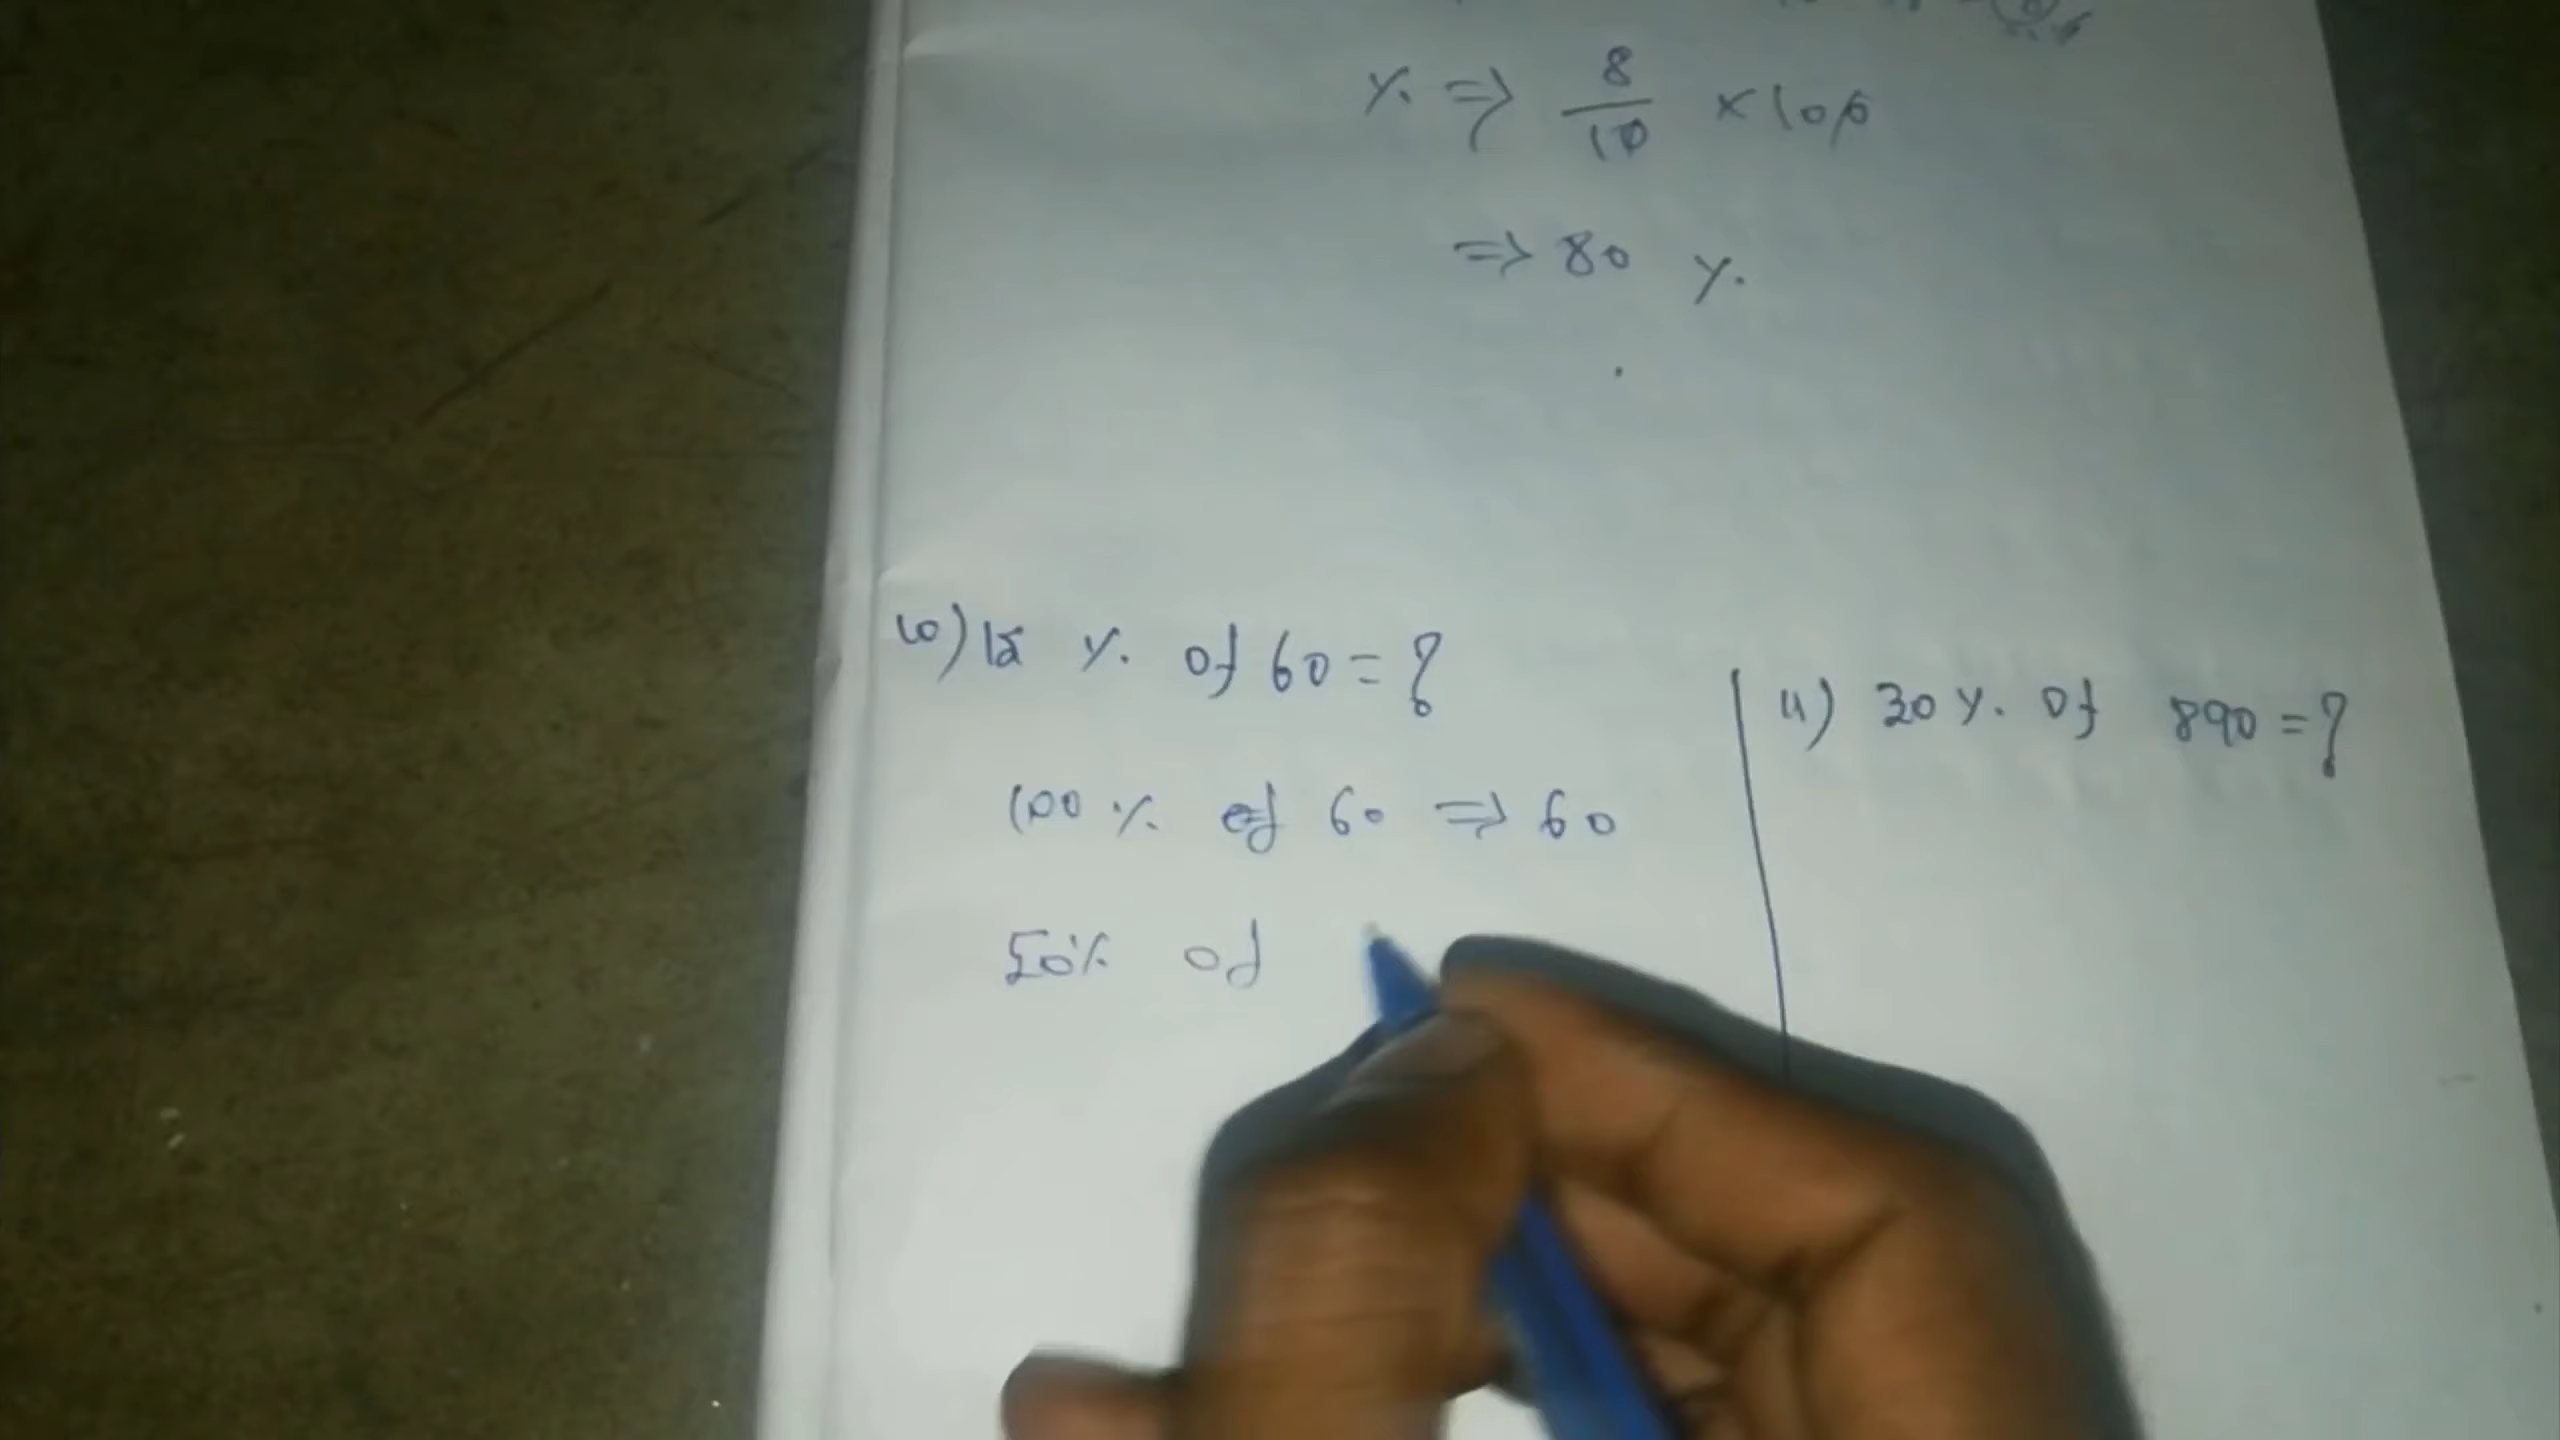 % ⇒ 8/10 × 100
⇒ 80 %
10) 15 % of 60 = ?
100 % of 60 ⇒ 60
50% of
11) 30 % of 890 = ?